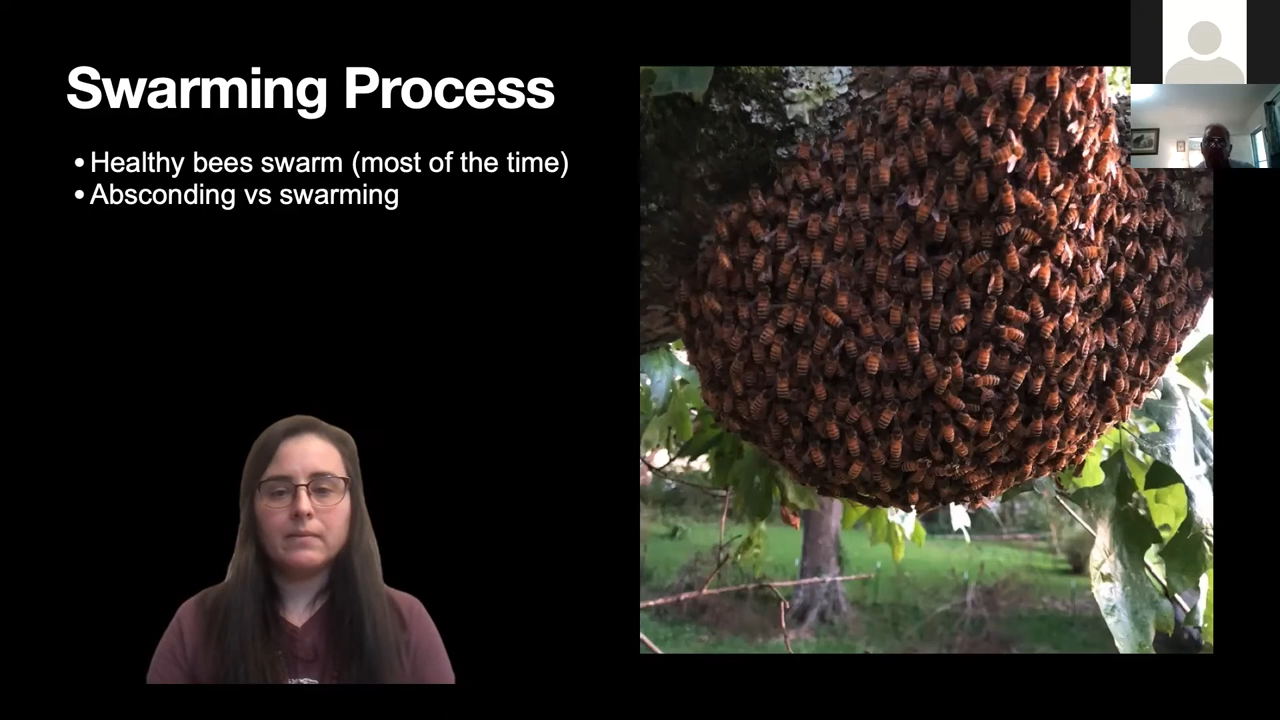 Swarming Process
• Healthy bees swarm (most of the time)
• Absconding vs swarming